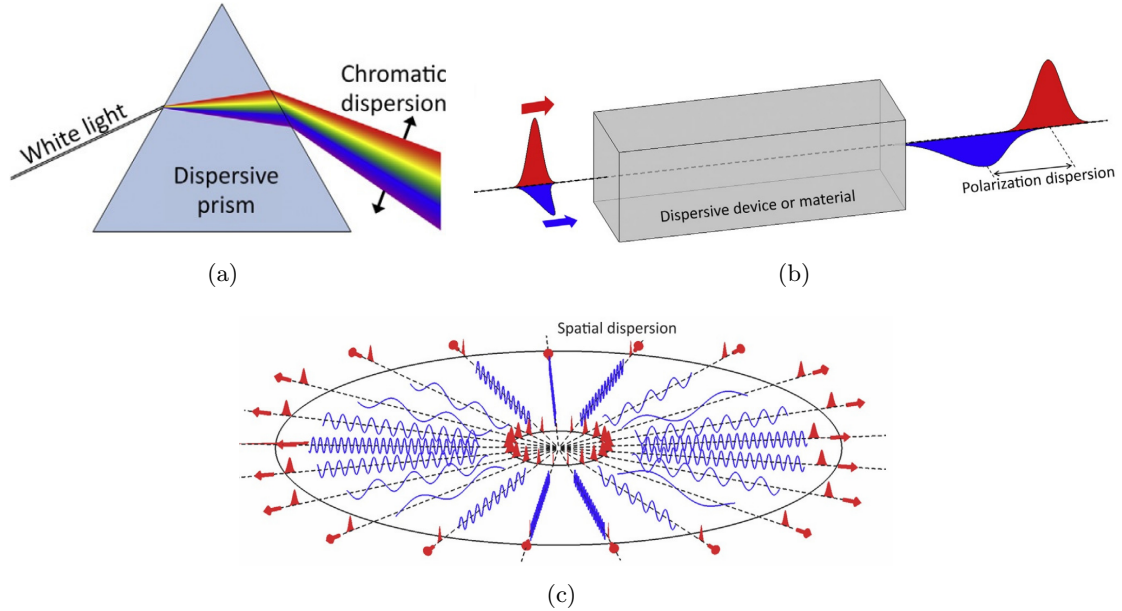 White light
Chromatic
dispersion
Dispersive
prism
(a)
Dispersive device or material
Polarization dispersion
(b)
Spatial dispersion
(c)